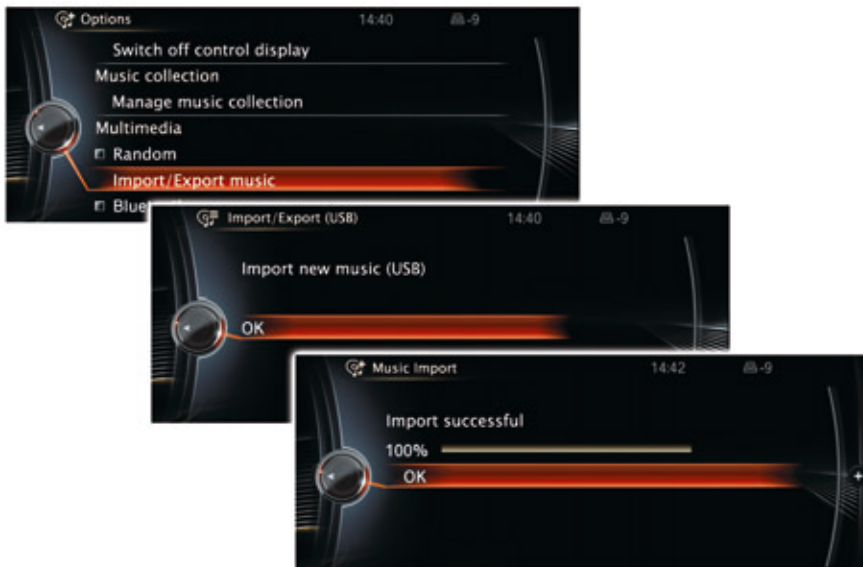 Options 14:40 -9
Switch off control display
Music collection
Manage music collection
Multimedia
Random
Import/Export music
Import/Export (USB) 14:40 -9
Import new music (USB)
OK
Music Import 14:42 -9
Import successful
100%
OK